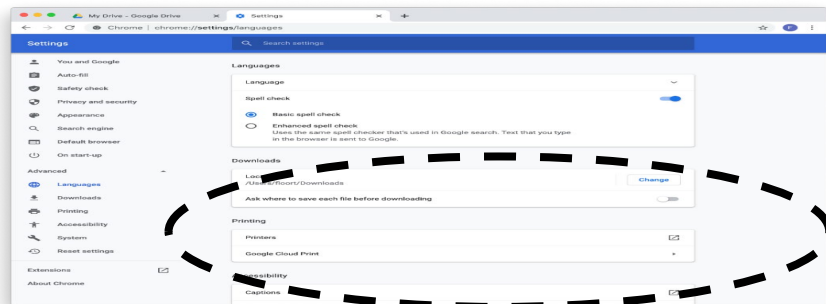 My Drive - Google Drive
Settings
Chrome | chrome://settings/languages
Settings
Search settings
You and Google
Auto-fill
Safety check
Privacy and security
Appearance
Search engine
Default browser
On start-up
Advanced
Languages
Downloads
Printing
Accessibility
System
Reset settings
Extensions
About Chrome
Languages
Language
Spell check
Basic spell check
Enhanced spell check
Uses the same spell checker that's used in Google search. Text that you type
in the browser is sent to Google.
Downloads
/Users/fioort/Downloads
Change
Ask where to save each file before downloading
Printing
Printers
Google Cloud Print
Captions